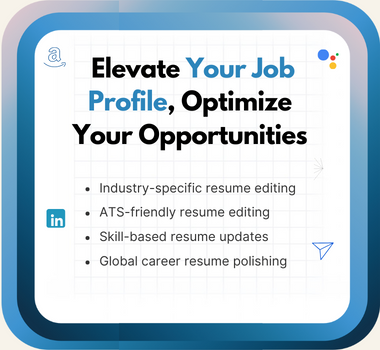 Elevate Your Job
Profile, Optimize
Your Opportunities
• Industry-specific resume editing
• ATS-friendly resume editing
• Skill-based resume updates
• Global career resume polishing
a
in